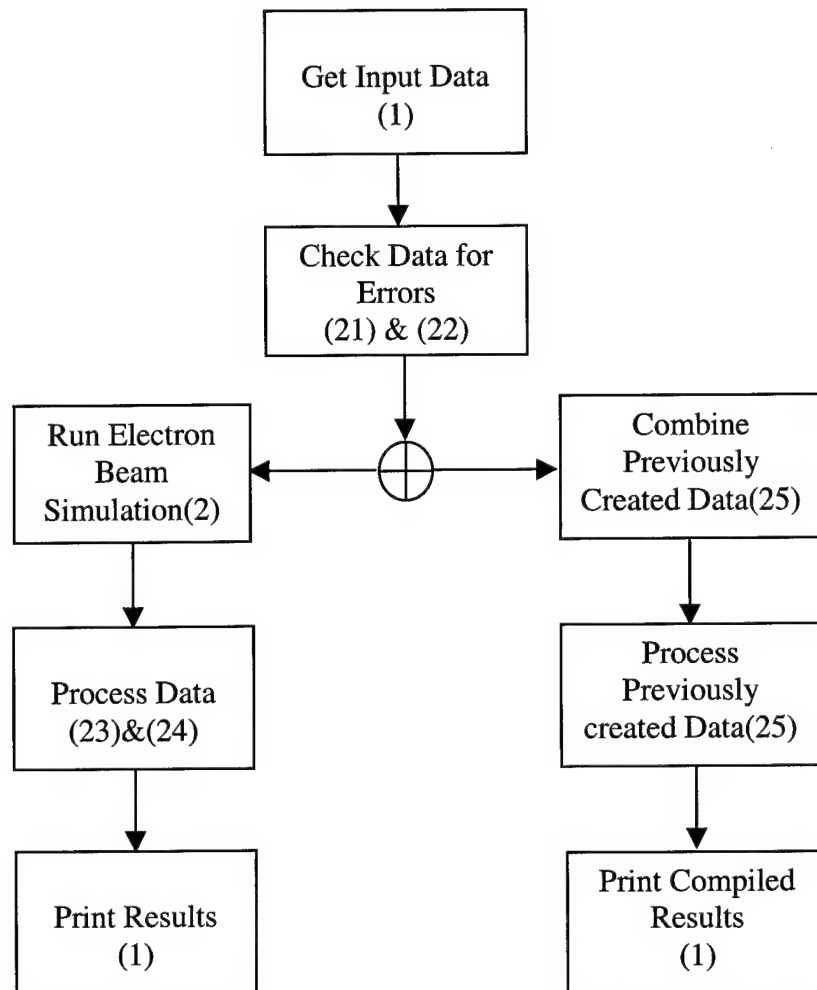 Get Input Data
(1)
Check Data for
Errors
(21) & (22)
Run Electron
Beam
Simulation(2)
Combine
Previously
Created Data(25)
Process Data
(23)&(24)
Process
Previously
created Data(25)
Print Results
(1)
Print Compiled
Results
(1)